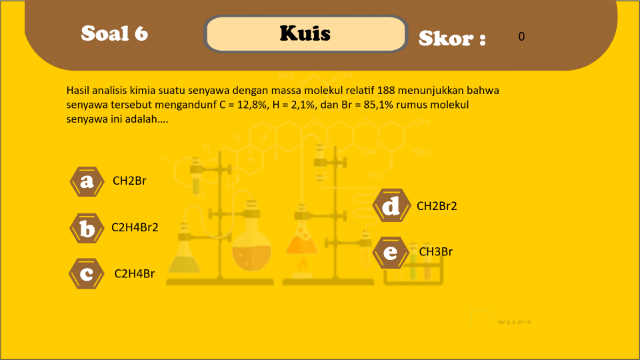 Soal 6
Kuis
Skor :
0
Hasil analisis kimia suatu senyawa dengan massa molekul relatif 188 menunjukkan bahwa
senyawa tersebut mengandunf C = 12,8%, H = 2,1%, dan Br = 85,1% rumus molekul
senyawa ini adalah....
a CH2Br
b C2H4Br2
c C2H4Br
d CH2Br2
e CH3Br